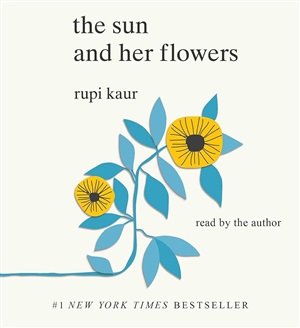 the sun
and her flowers
rupi kaur
read by the author
#1 NEW YORK TIMES BESTSELLER